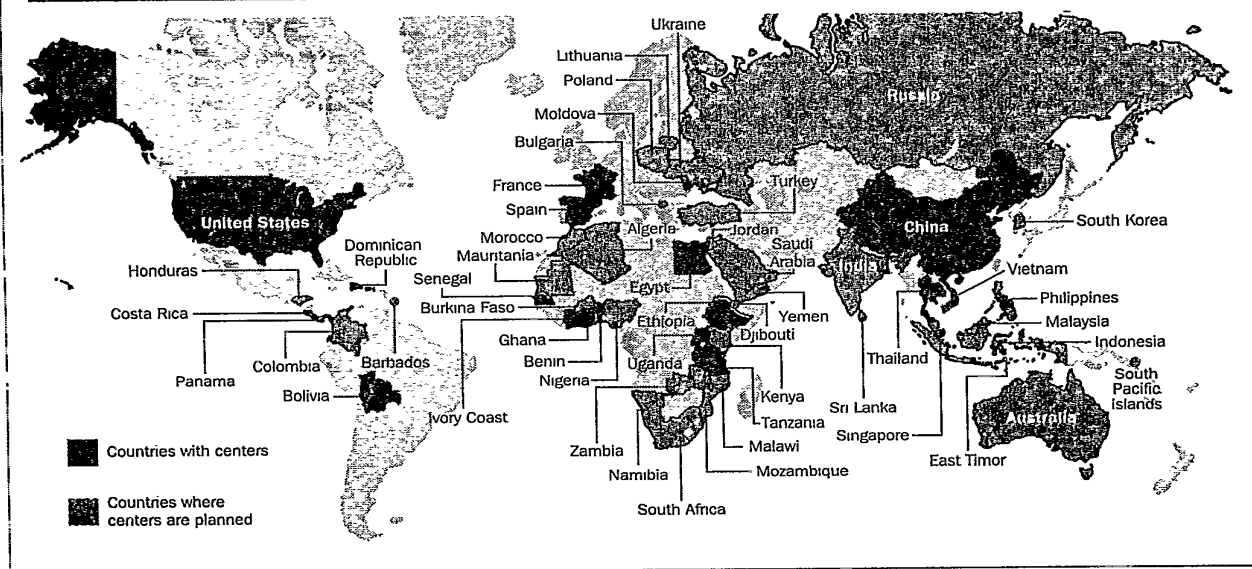 Ukraine
Lithuania
Poland
Russia
Moldova
Bulgaria
Turkey
France
Spain
United States
Algeria
Jordan
China
South Korea
Morocco
Dominican
Republic
Mauritania
Saudi
Arabia
Honduras
Senegal
Egypt
India
Vietnam
Costa Rica
Burkina Faso
Ethiopia
Yemen
Philippines
Djibouti
Malaysia
Ghana
Indonesia
Colombia
Barbados
Benin
Uganda
Thailand
Panama
Nigeria
South
Pacific
Islands
Bolivia
Kenya
Sri Lanka
Ivory Coast
Tanzania
Australia
Singapore
Countries with centers
Zambia
Malawi
East Timor
Namibia
Mozambique
Countries where
centers are planned
South Africa